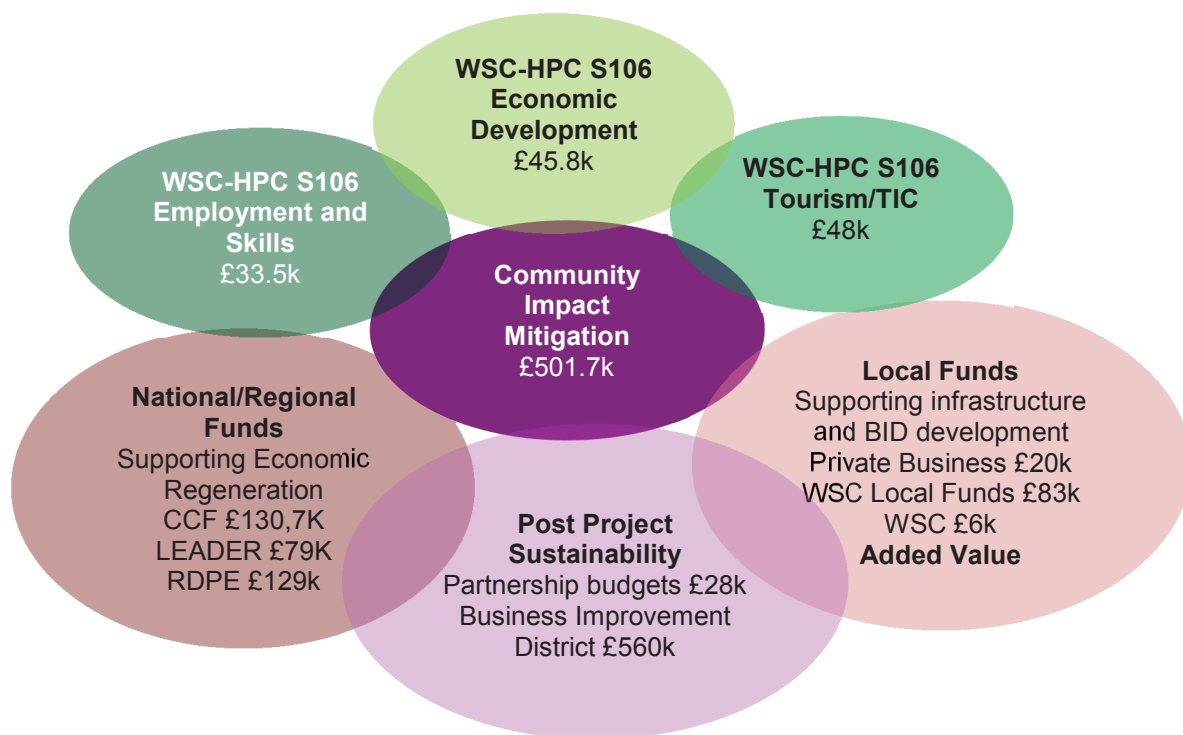 WSC-HPC S106
Economic
Development
£45.8k
WSC-HPC S106
Employment and
Skills
£33.5k
WSC-HPC S106
Tourism/TIC
£48k
Community
Impact
Mitigation
£501.7k
National/Regional
Funds
Supporting Economic
Regeneration
CCF £130,7K
LEADER £79K
RDPE £129k
Local Funds
Supporting infrastructure
and BID development
Private Business £20k
WSC Local Funds £83k
WSC £6k
Added Value
Post Project
Sustainability
Partnership budgets £28k
Business Improvement
District £560k